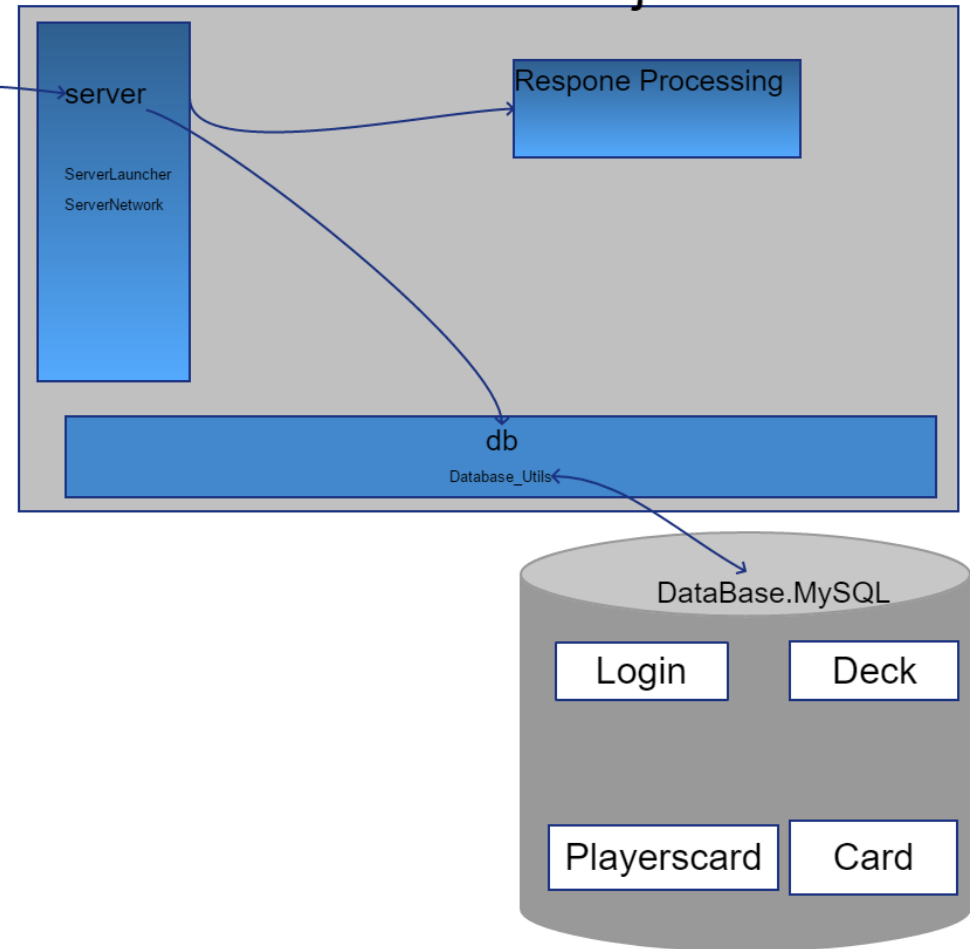 server
Respone Processing
ServerLauncher
ServerNetwork
db
Database_Utils
DataBase.MySQL
Login
Deck
Playerscard
Card